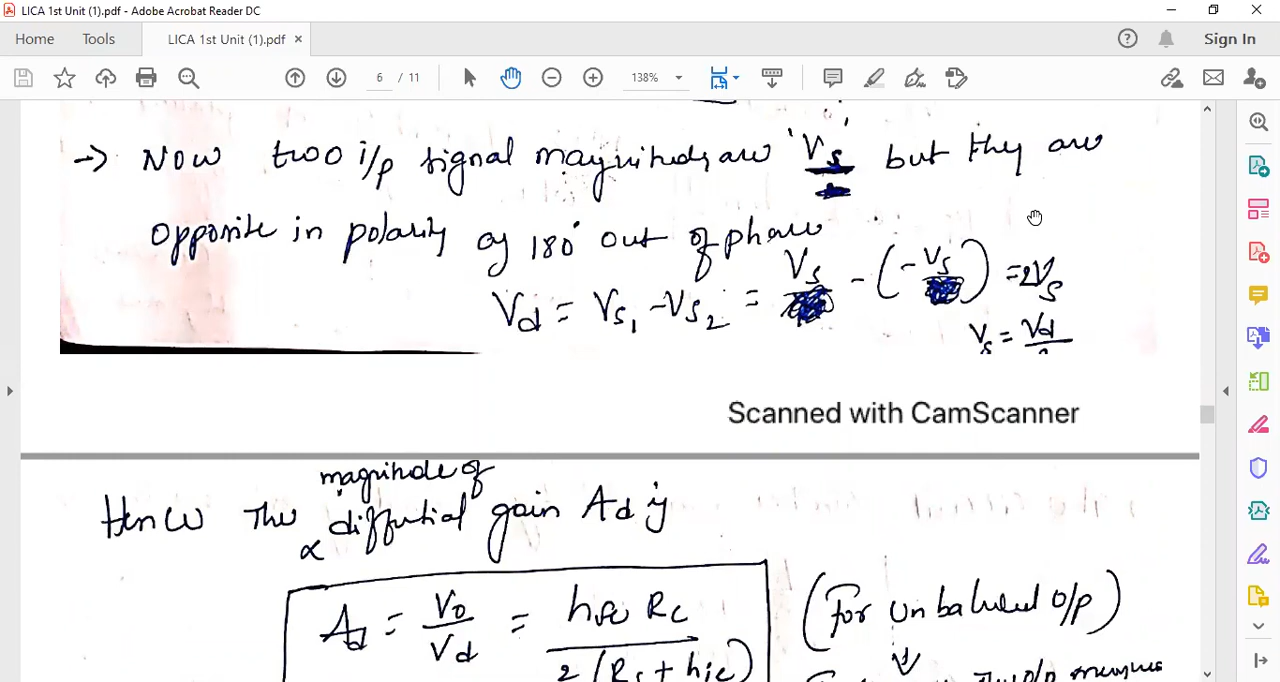 LICA 1st Unit (1).pdf - Adobe Acrobat Reader DC
Home Tools LICA 1st Unit (1).pdf × Sign In
6 / 11 138%
→ Now two i/p signal magnitudes are 'Vs' but they are
opposite in polarity or 180° out of phase
Vd = Vs1 - Vs2 = Vs - (-Vs) = 2Vs
Vs = Vd
Scanned with CamScanner
magnitude of
Hence The differential gain Ad is
Ad = Vo/Vd = hfe Rc / 2(Rs + hie) (For unbalanced o/p)